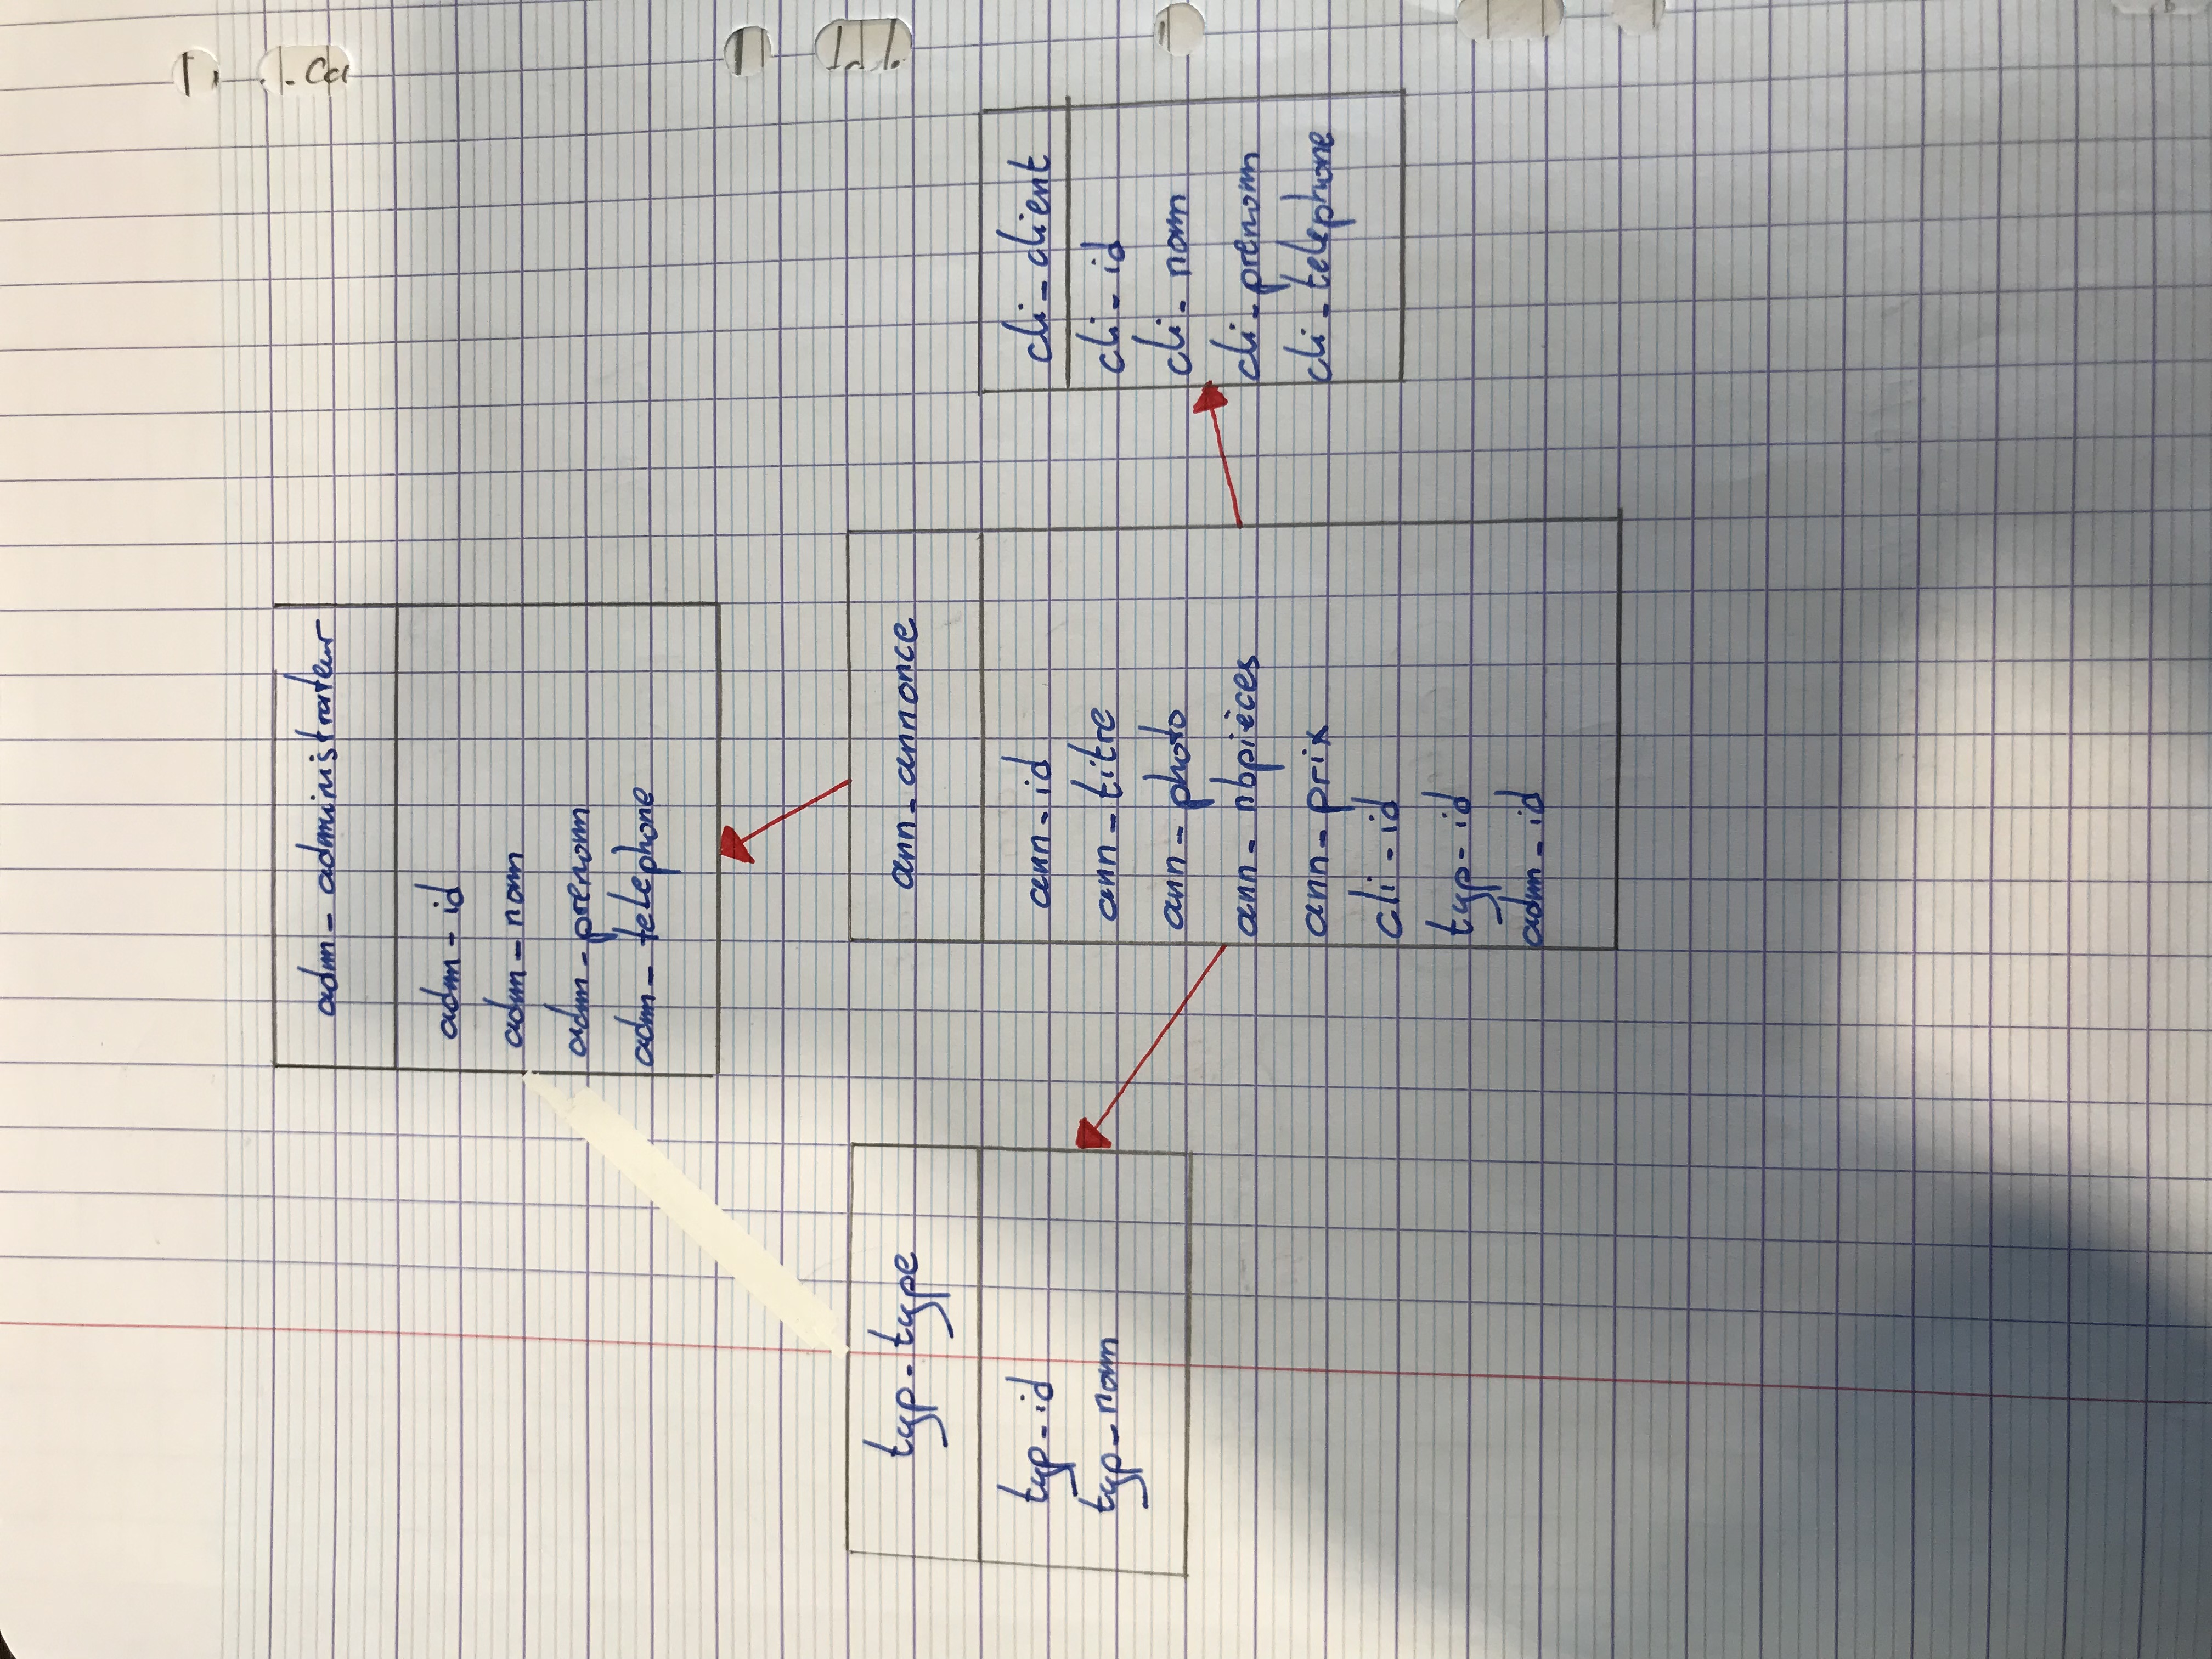 adm_administrateur
adm_id
adm_nom
adm_prenom
adm_telephone
typ_type
typ_id
typ_nom
ann_annonce
ann_id
ann_titre
ann_photo
ann_nbpièces
ann_prix
cli_id
typ_id
adm_id
cli_client
cli_id
cli_nom
cli_prenom
cli_telephone